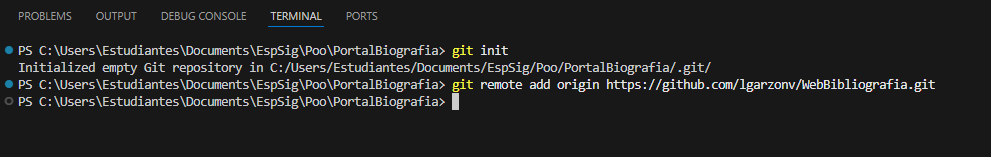 PROBLEMS OUTPUT DEBUG CONSOLE TERMINAL PORTS
PS C:\Users\Estudiantes\Documents\EspSig\Poo\PortalBiografia> git init
Initialized empty Git repository in C:/Users/Estudiantes/Documents/EspSig/Poo/PortalBiografia/.git/
PS C:\Users\Estudiantes\Documents\EspSig\Poo\PortalBiografia> git remote add origin https://github.com/lgarzonv/WebBibliografia.git
PS C:\Users\Estudiantes\Documents\EspSig\Poo\PortalBiografia>